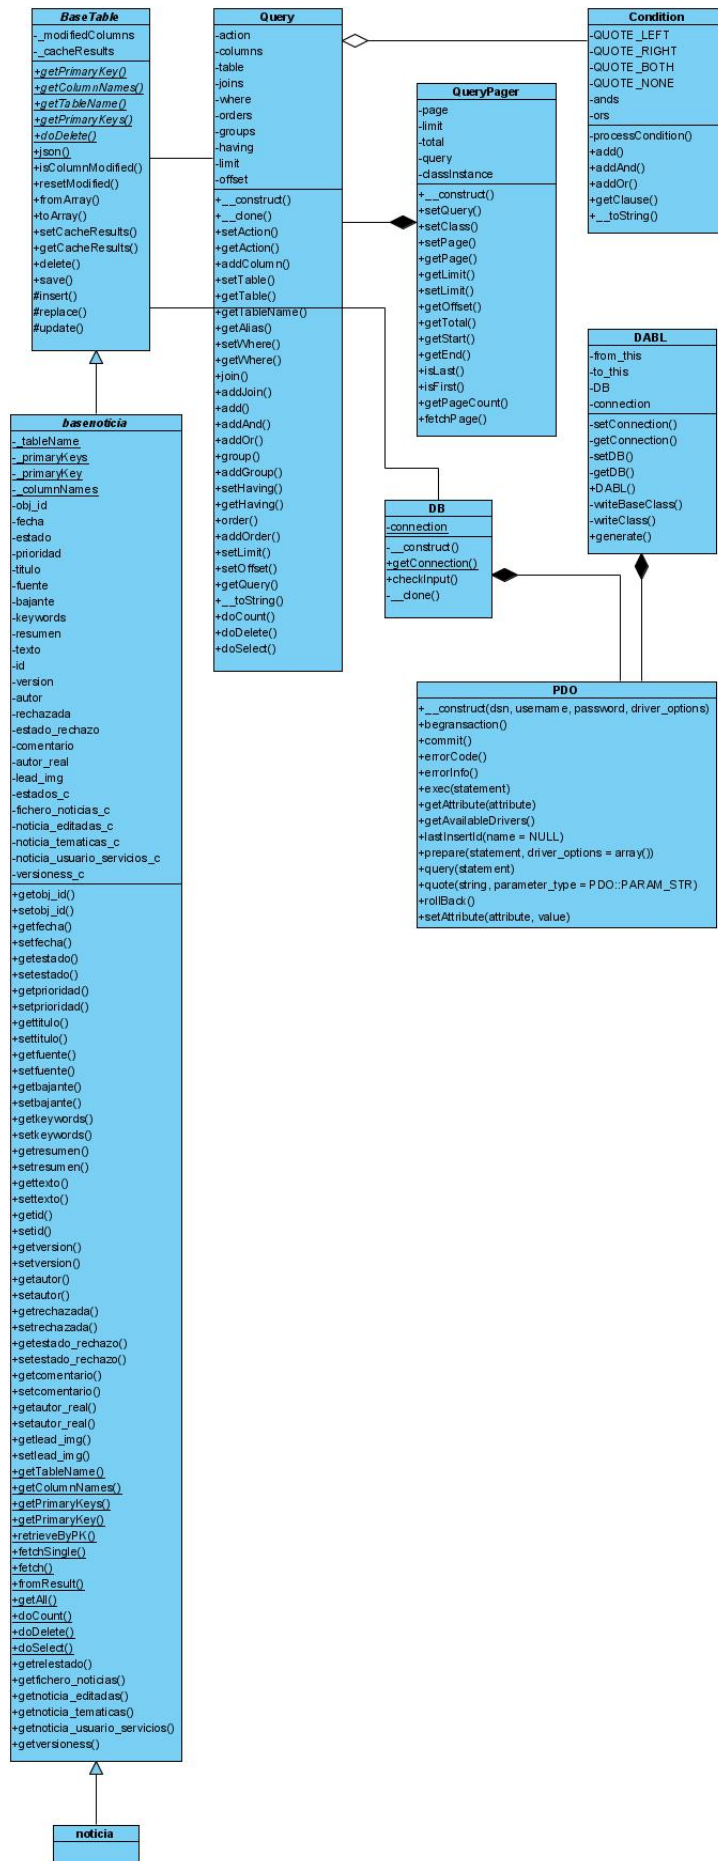 BaseTable
-_modifiedColumns
-_cacheResults
+getPrimaryKey()
+getColumnNames()
+getTableName()
+getPrimaryKeys()
+doDelete()
+json()
+isColumnModified()
+resetModified()
+fromArray()
+toArray()
+setCacheResults()
+getCacheResults()
+delete()
+save()
#insert()
#replace()
#update()
Query
-action
-columns
-table
-joins
-where
-orders
-groups
-having
-limit
-offset
+__construct()
+__clone()
+setAction()
+getAction()
+addColumn()
+setTable()
+getTable()
+getTableName()
+getAlias()
+setWhere()
+getWhere()
+join()
+addJoin()
+add()
+addAnd()
+addOr()
+group()
+addGroup()
+setHaving()
+getHaving()
+order()
+addOrder()
+setLimit()
+setOffset()
+getQuery()
+__toString()
+doCount()
+doDelete()
+doSelect()
QueryPager
-page
-limit
-total
-query
-classInstance
+__construct()
+setQuery()
+setClass()
+setPage()
+getPage()
+getLimit()
+setLimit()
+getOffset()
+getTotal()
+getStart()
+getEnd()
+isLast()
+isFirst()
+getPageCount()
+fetchPage()
Condition
-QUOTE_LEFT
-QUOTE_RIGHT
-QUOTE_BOTH
-QUOTE_NONE
-ands
-ors
-processCondition()
+add()
+addAnd()
+addOr()
+getClause()
+__toString()
DABL
-from_this
-to_this
-DB
-connection
-setConnection()
-getConnection()
-setDB()
-getDB()
+DABL()
-writeBaseClass()
-writeClass()
+generate()
DB
-connection
-__construct()
+getConnection()
+checkInput()
-__clone()
PDO
+__construct(dsn, username, password, driver_options)
+begransaction()
+commit()
+errorCode()
+errorInfo()
+exec(statement)
+getAttribute(attribute)
+getAvailableDrivers()
+lastInsertId(name = NULL)
+prepare(statement, driver_options = array())
+query(statement)
+quote(string, parameter_type = PDO::PARAM_STR)
+rollBack()
+setAttribute(attribute, value)
basenoticia
-_tableName
-_primaryKeys
-_primaryKey
-_columnNames
-obj_id
-fecha
-estado
-prioridad
-titulo
-fuente
-bajante
-keywords
-resumen
-texto
-id
-version
-autor
-rechazada
-estado_rechazo
-comentario
-autor_real
-lead_img
-estados_c
-fichero_noticias_c
-noticia_editadas_c
-noticia_tematicas_c
-noticia_usuario_servicios_c
-versioness_c
+getobj_id()
+setobj_id()
+getfecha()
+setfecha()
+getestado()
+setestado()
+getprioridad()
+setprioridad()
+gettitulo()
+settitulo()
+getfuente()
+setfuente()
+getbajante()
+setbajante()
+getkeywords()
+setkeywords()
+getresumen()
+setresumen()
+gettexto()
+settexto()
+getid()
+setid()
+getversion()
+setversion()
+getautor()
+setautor()
+getrechazada()
+setrechazada()
+getestado_rechazo()
+setestado_rechazo()
+getcomentario()
+setcomentario()
+getautor_real()
+setautor_real()
+getlead_img()
+setlead_img()
+getTableName()
+getColumnNames()
+getPrimaryKeys()
+getPrimaryKey()
+retrieveByPK()
+fetchSingle()
+fetch()
+fromResult()
+getAll()
+doCount()
+doDelete()
+doSelect()
+getrelestado()
+getfichero_noticias()
+getnoticia_editadas()
+getnoticia_tematicas()
+getnoticia_usuario_servicios()
+getversioness()
noticia